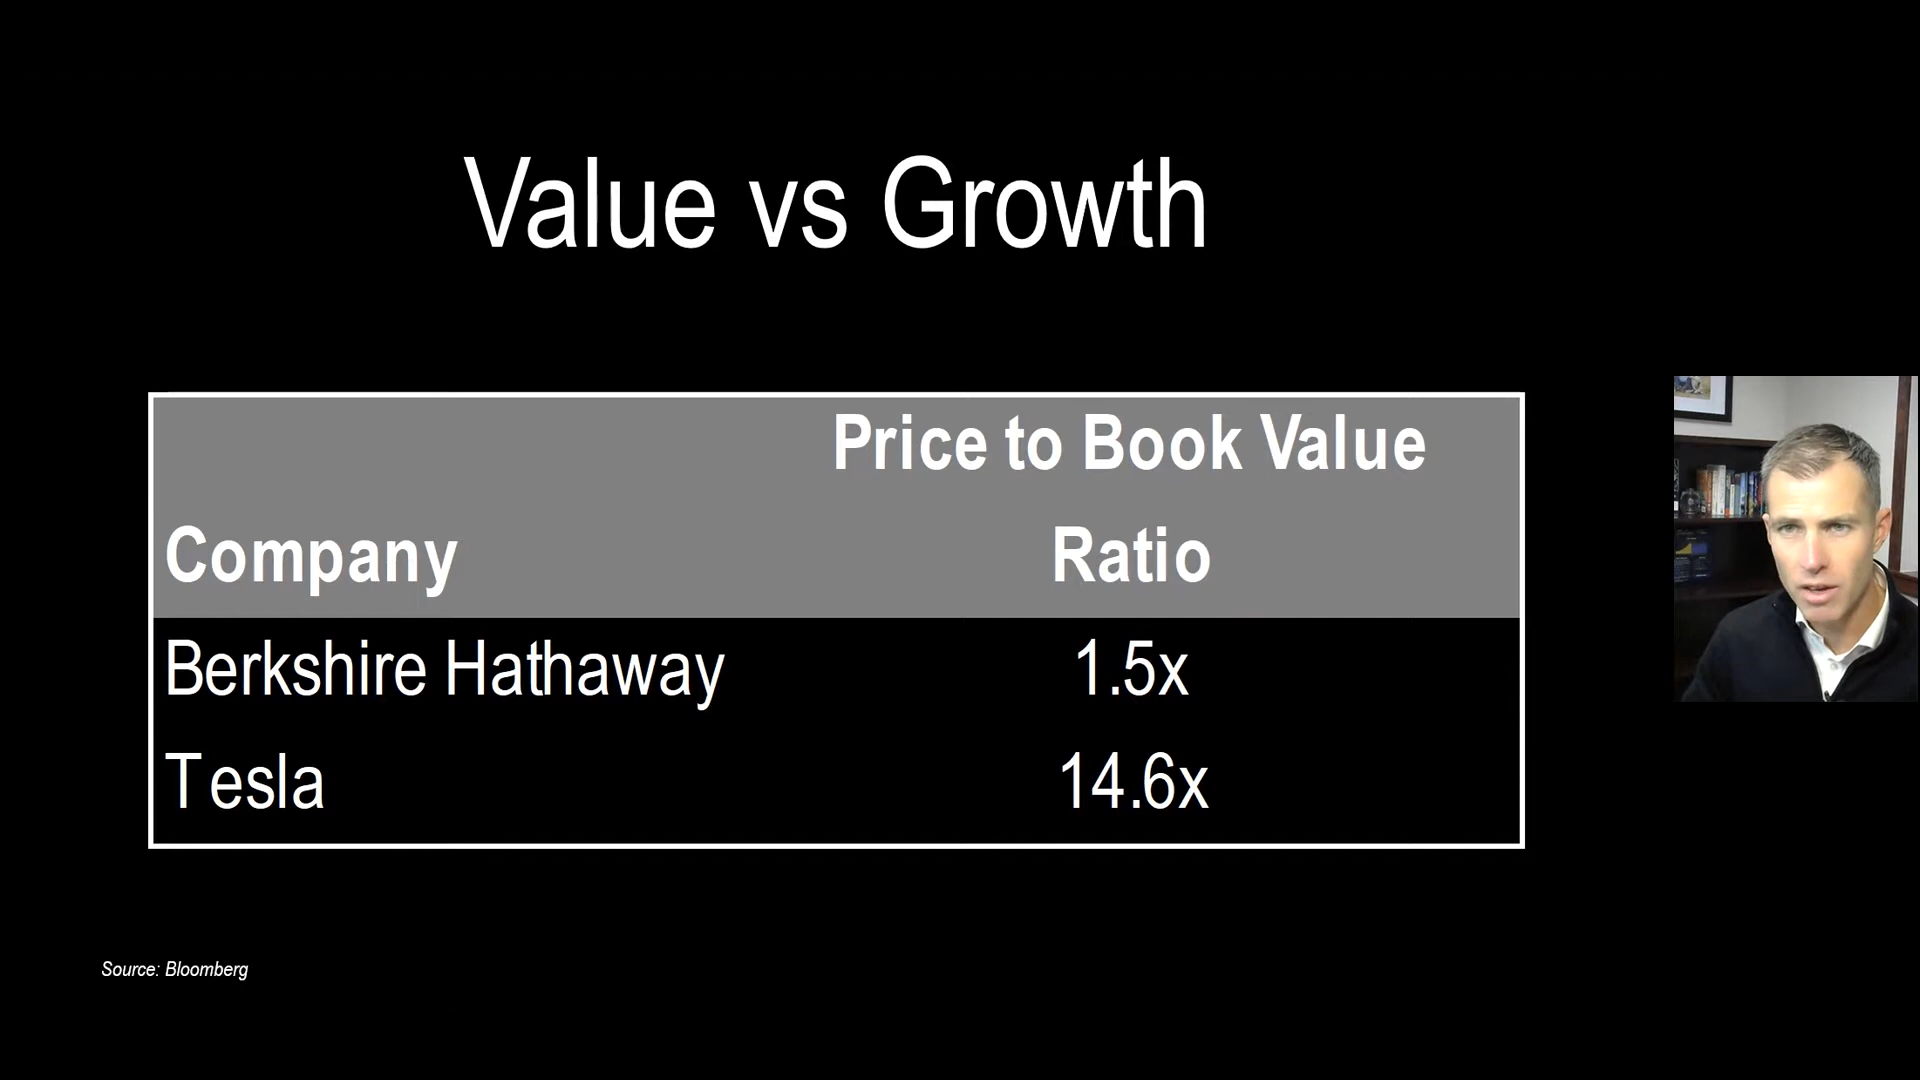 Value vs Growth
Price to Book Value
Company Ratio
Berkshire Hathaway 1.5x
Tesla 14.6x
Source: Bloomberg